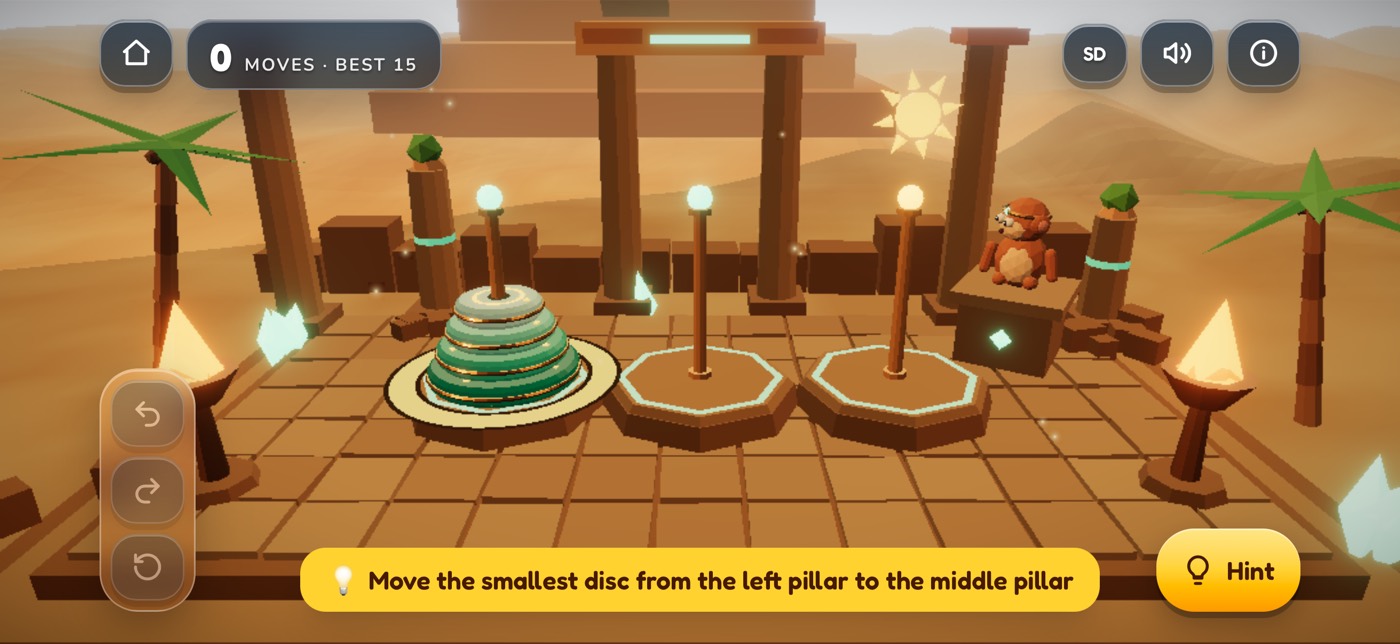 0 MOVES · BEST 15
SD
Move the smallest disc from the left pillar to the middle pillar
Hint